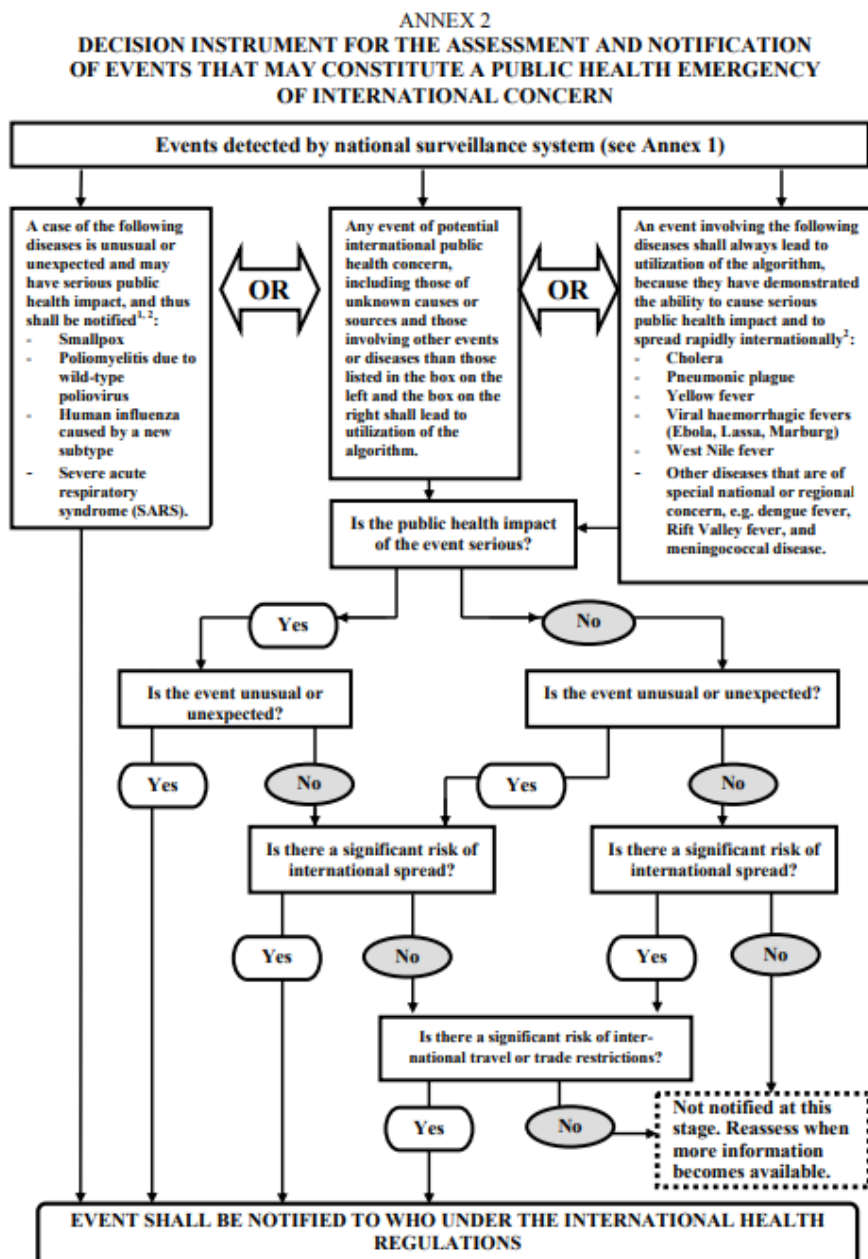 ANNEX 2
DECISION INSTRUMENT FOR THE ASSESSMENT AND NOTIFICATION
OF EVENTS THAT MAY CONSTITUTE A PUBLIC HEALTH EMERGENCY
OF INTERNATIONAL CONCERN
Events detected by national surveillance system (see Annex 1)
A case of the following
diseases is unusual or
unexpected and may
have serious public
health impact, and thus
shall be notified1, 2:
- Smallpox
- Poliomyelitis due to
wild-type
poliovirus
- Human influenza
caused by a new
subtype
- Severe acute
respiratory
syndrome (SARS).
OR
Any event of potential
international public
health concern,
including those of
unknown causes or
sources and those
involving other events
or diseases than those
listed in the box on the
left and the box on the
right shall lead to
utilization of the
algorithm.
OR
An event involving the following
diseases shall always lead to
utilization of the algorithm,
because they have demonstrated
the ability to cause serious
public health impact and to
spread rapidly internationally2:
- Cholera
- Pneumonic plague
- Yellow fever
- Viral haemorrhagic fevers
(Ebola, Lassa, Marburg)
- West Nile fever
- Other diseases that are of
special national or regional
concern, e.g. dengue fever,
Rift Valley fever, and
meningococcal disease.
Is the public health impact
of the event serious?
Yes
No
Is the event unusual or
unexpected?
Is the event unusual or unexpected?
Yes
No
Yes
No
Is there a significant risk of
international spread?
Is there a significant risk of
international spread?
Yes
No
Yes
No
Is there a significant risk of inter-
national travel or trade restrictions?
Yes
No
Not notified at this
stage. Reassess when
more information
becomes available.
EVENT SHALL BE NOTIFIED TO WHO UNDER THE INTERNATIONAL HEALTH
REGULATIONS